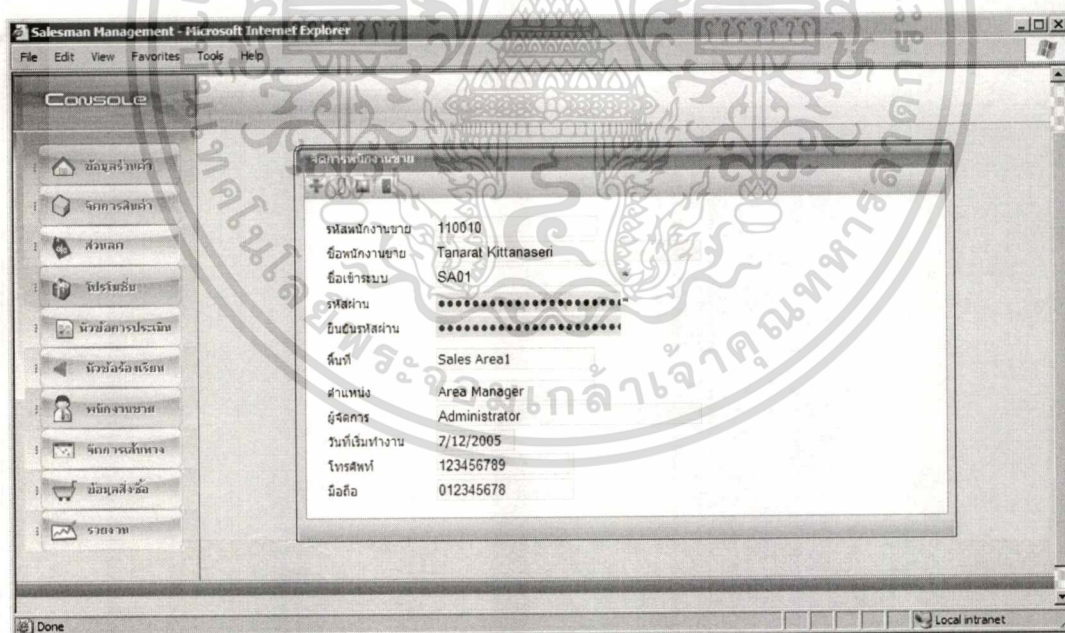 Salesman Management - Microsoft Internet Explorer
File Edit View Favorites Tools Help
CONSOLE
ข้อมูลร้านค้า
จัดการสินค้า
ส่วนลด
โปรโมชั่น
หัวข้อการประเมิน
หัวข้อร้องเรียน
พนักงานขาย
จัดการเส้นทาง
ข้อมูลสั่งซื้อ
รายงาน
จัดการพนักงานขาย
รหัสพนักงานขาย 110010
ชื่อพนักงานขาย Tanarat Kittanaseri
ชื่อเข้าระบบ SA01 *
รหัสผ่าน •••••••••••••••••••••• *
ยืนยันรหัสผ่าน ••••••••••••••••••••••
พื้นที่ Sales Area1
ตำแหน่ง Area Manager
ผู้จัดการ Administrator
วันที่เริ่มทำงาน 7/12/2005
โทรศัพท์ 123456789
มือถือ 012345678
Done
Local intranet